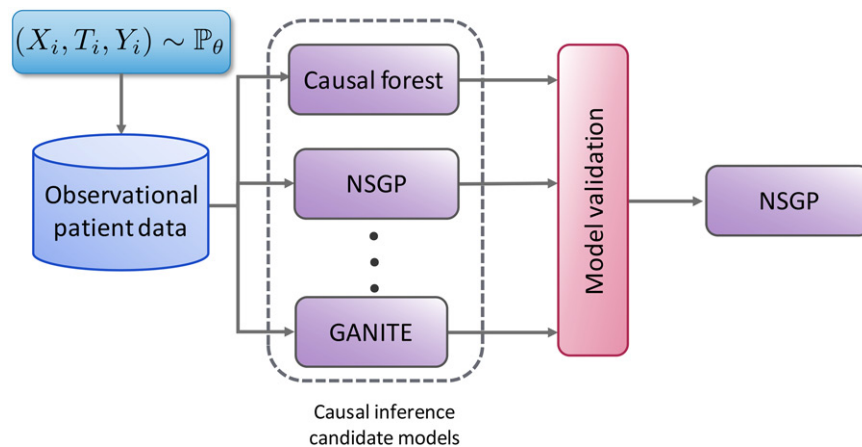 (X_i, T_i, Y_i) ∼ ℙ_θ
Observational
patient data
Causal forest
NSGP
GANITE
Causal inference
candidate models
Model validation
NSGP